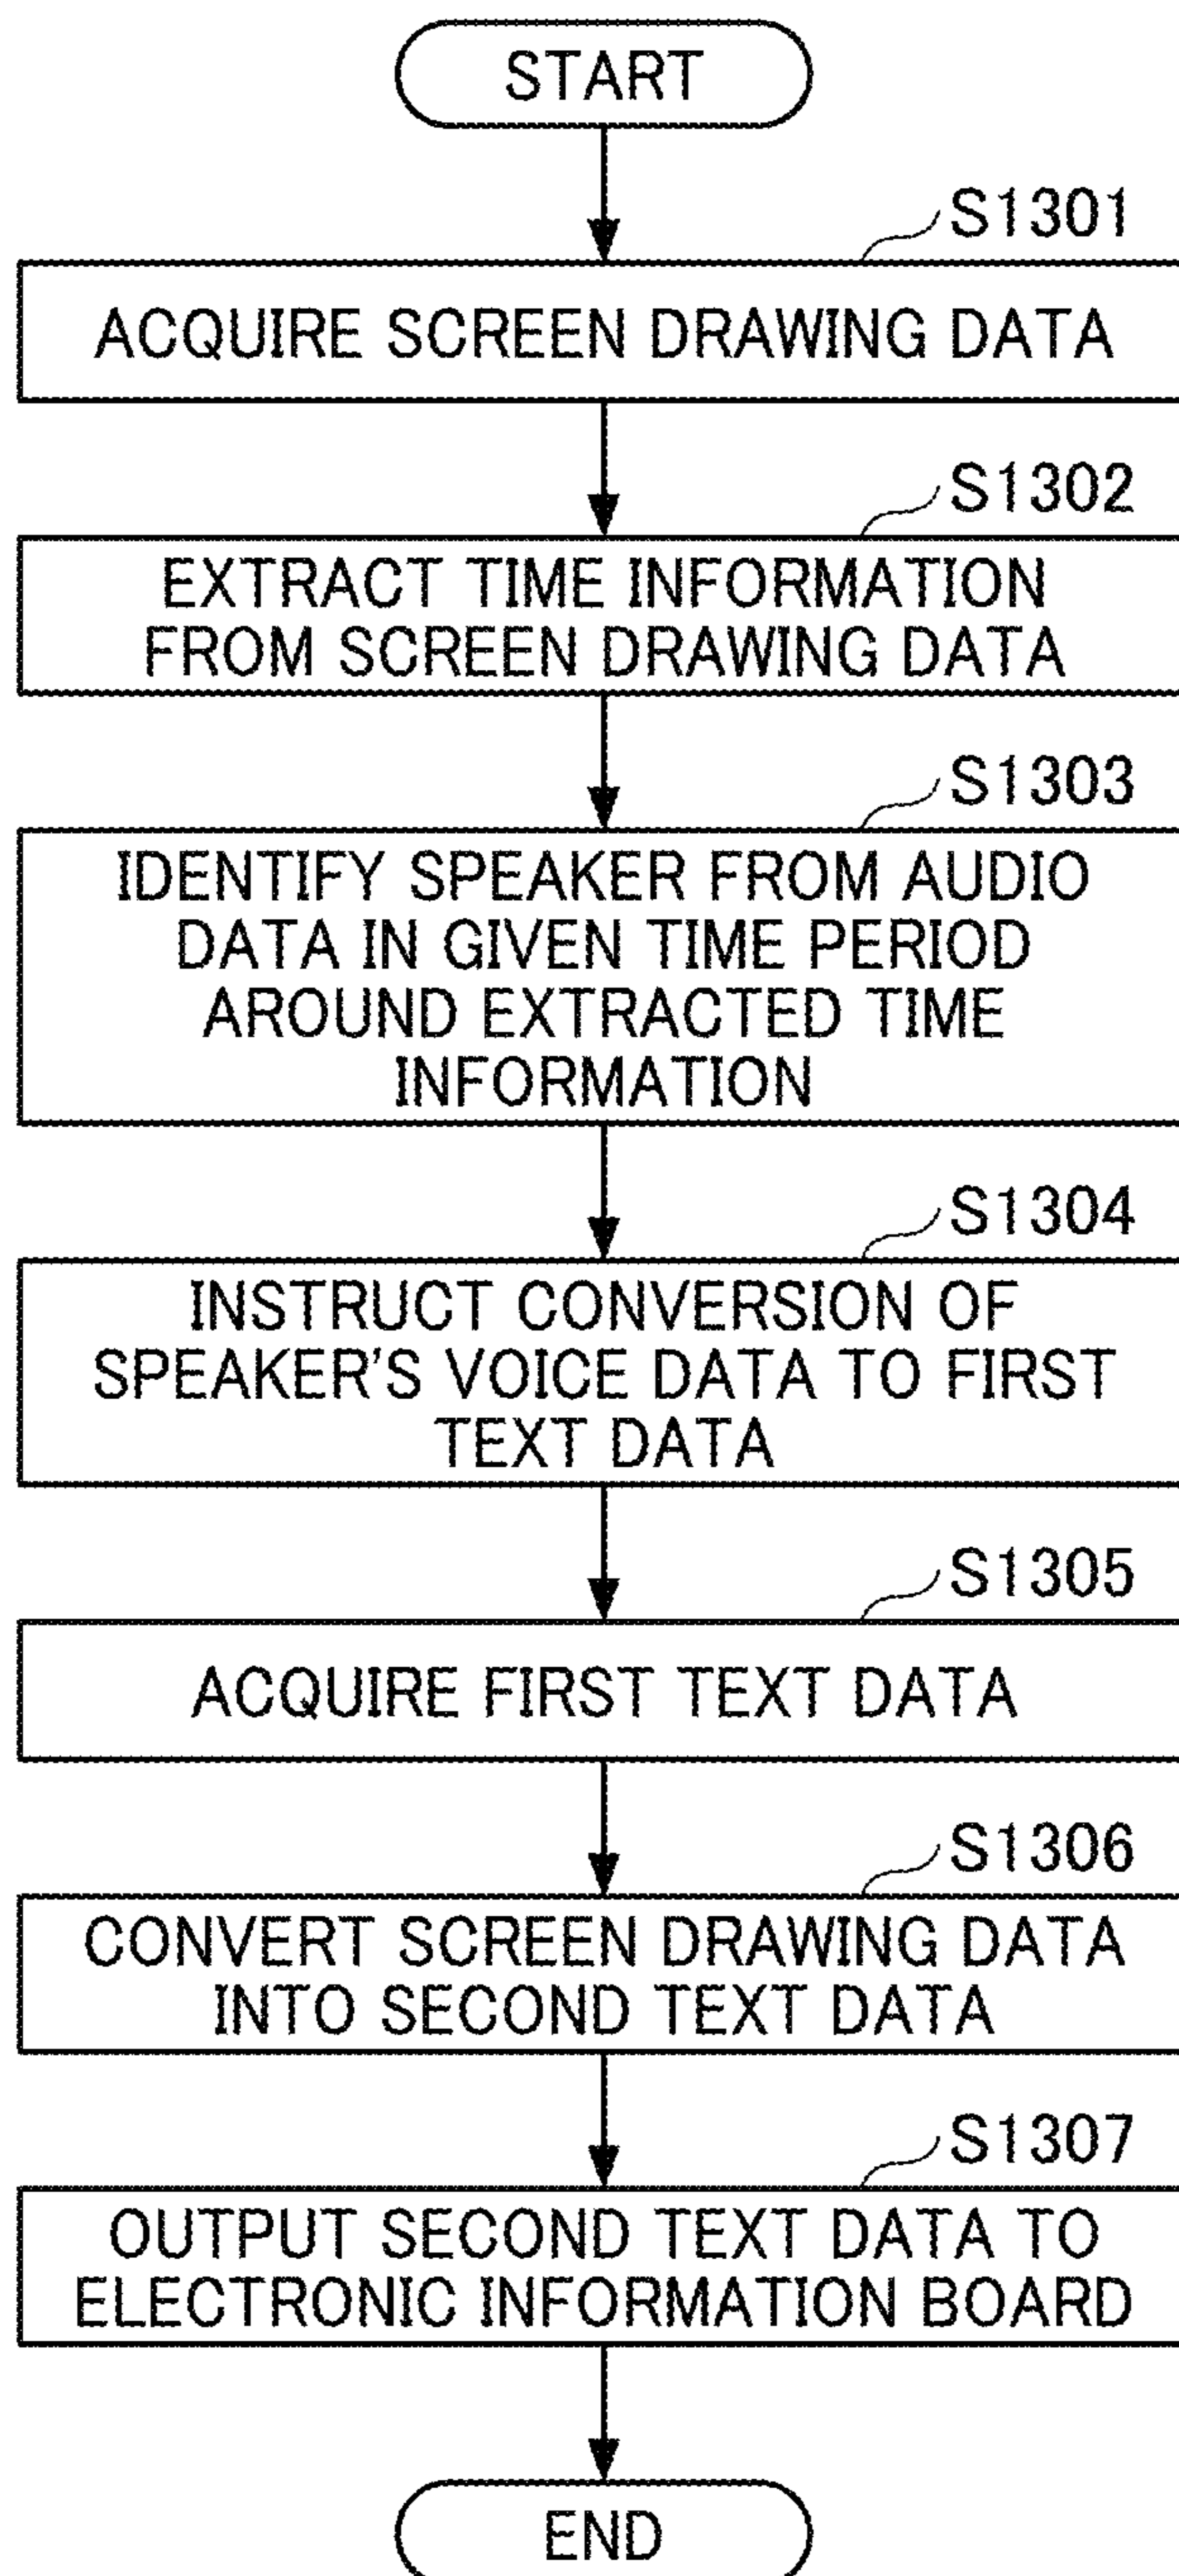 START
S1301
ACQUIRE SCREEN DRAWING DATA
S1302
EXTRACT TIME INFORMATION
FROM SCREEN DRAWING DATA
S1303
IDENTIFY SPEAKER FROM AUDIO
DATA IN GIVEN TIME PERIOD
AROUND EXTRACTED TIME
INFORMATION
S1304
INSTRUCT CONVERSION OF
SPEAKER'S VOICE DATA TO FIRST
TEXT DATA
S1305
ACQUIRE FIRST TEXT DATA
S1306
CONVERT SCREEN DRAWING DATA
INTO SECOND TEXT DATA
S1307
OUTPUT SECOND TEXT DATA TO
ELECTRONIC INFORMATION BOARD
END